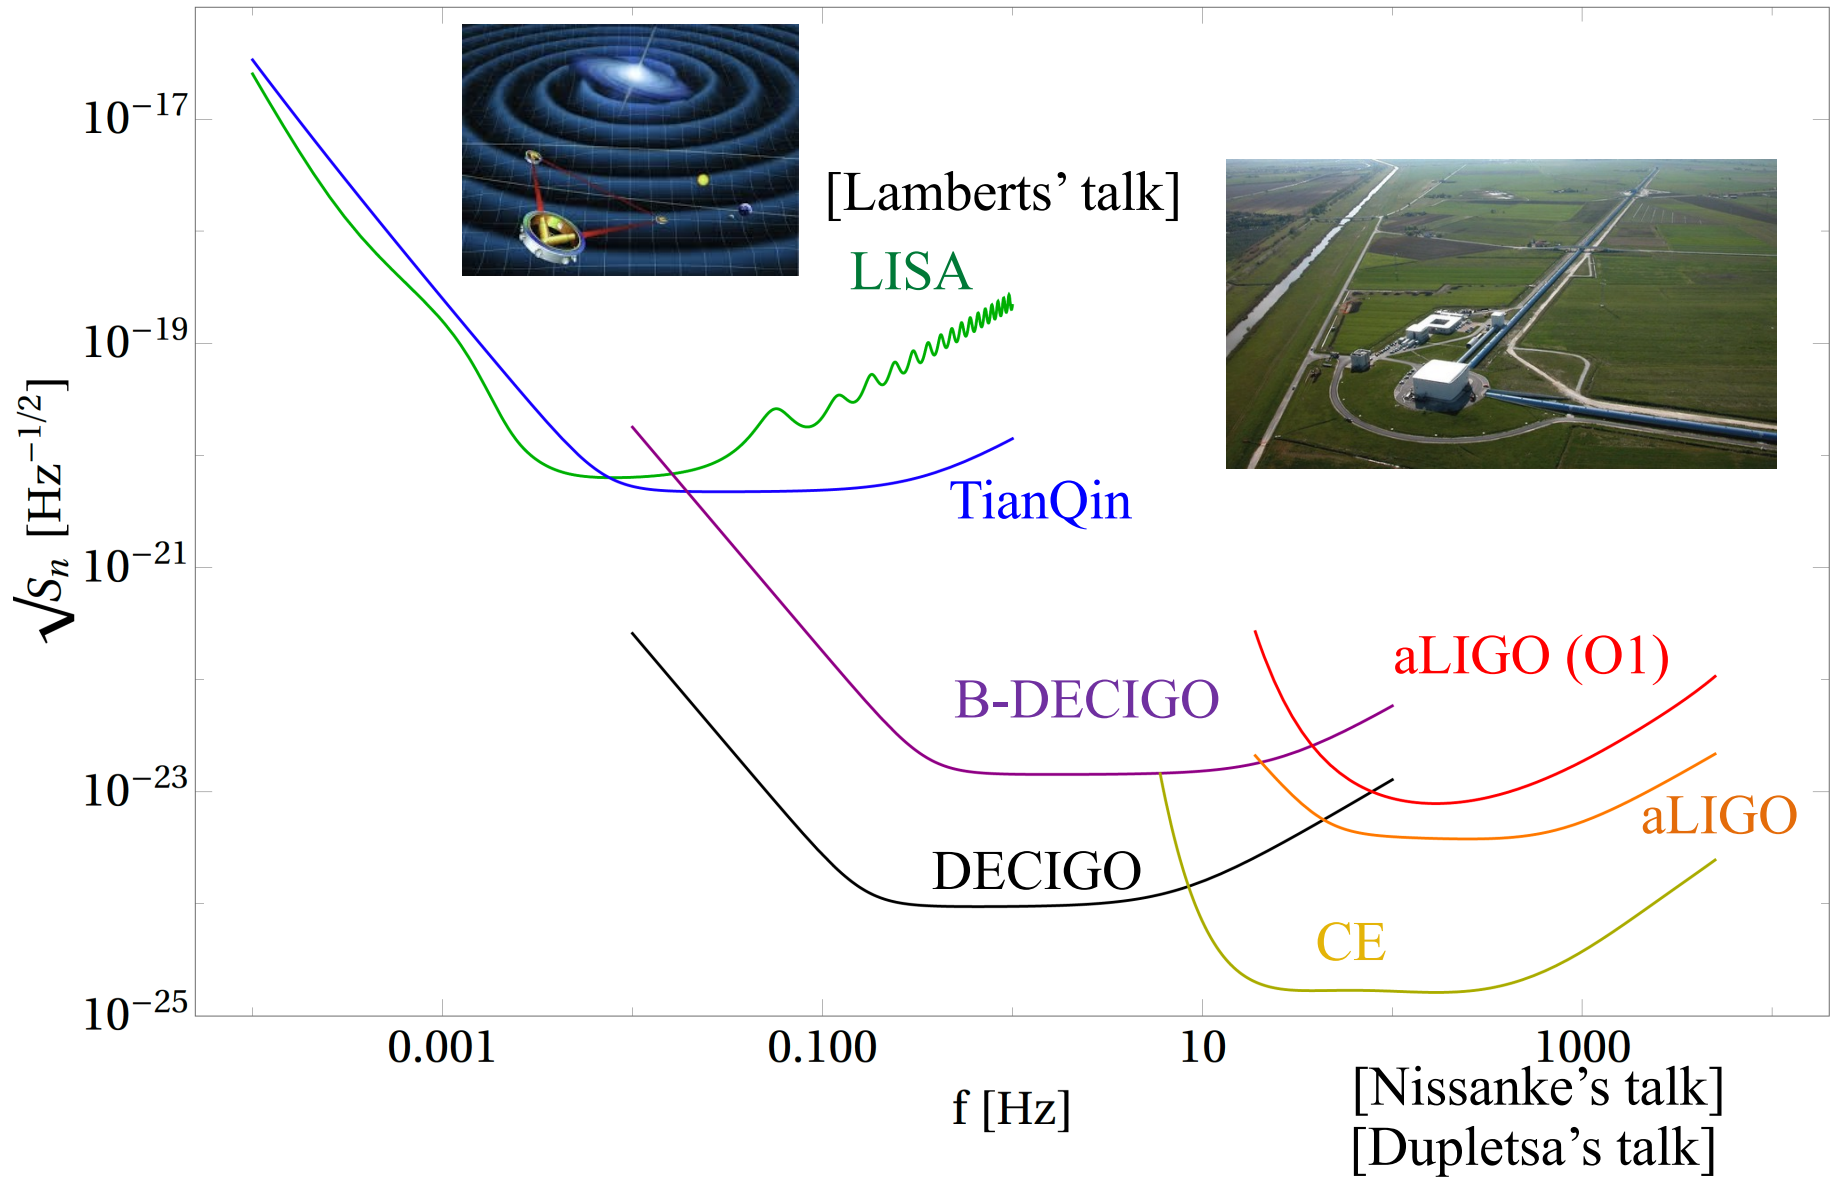 10−17
10−19
10−21
10−23
10−25
√Sn [Hz−1/2]
[Lamberts’ talk]
LISA
TianQin
B-DECIGO
DECIGO
aLIGO (O1)
aLIGO
CE
0.001
0.100
10
1000
f [Hz]
[Nissanke’s talk]
[Dupletsa’s talk]